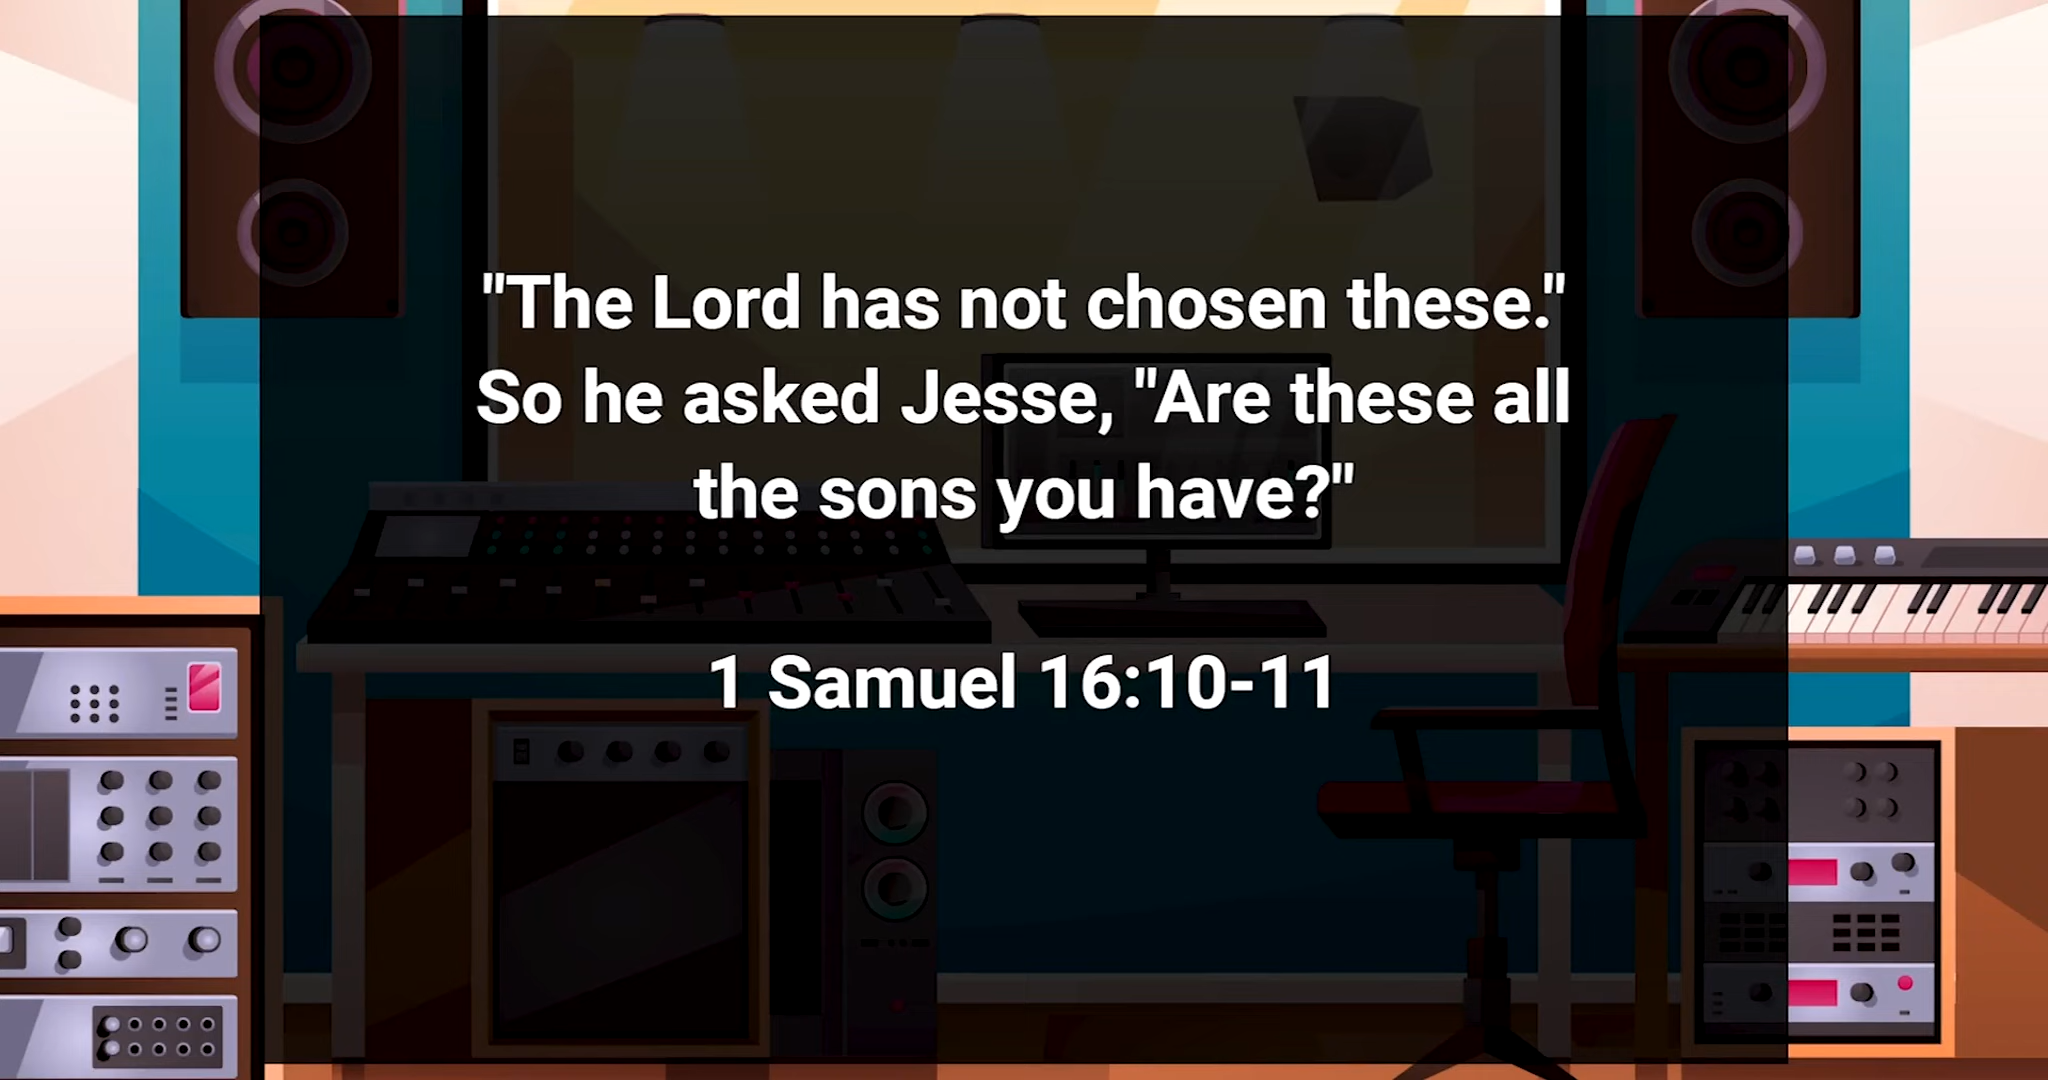 "The Lord has not chosen these."
So he asked Jesse, "Are these all
the sons you have?"
1 Samuel 16:10-11